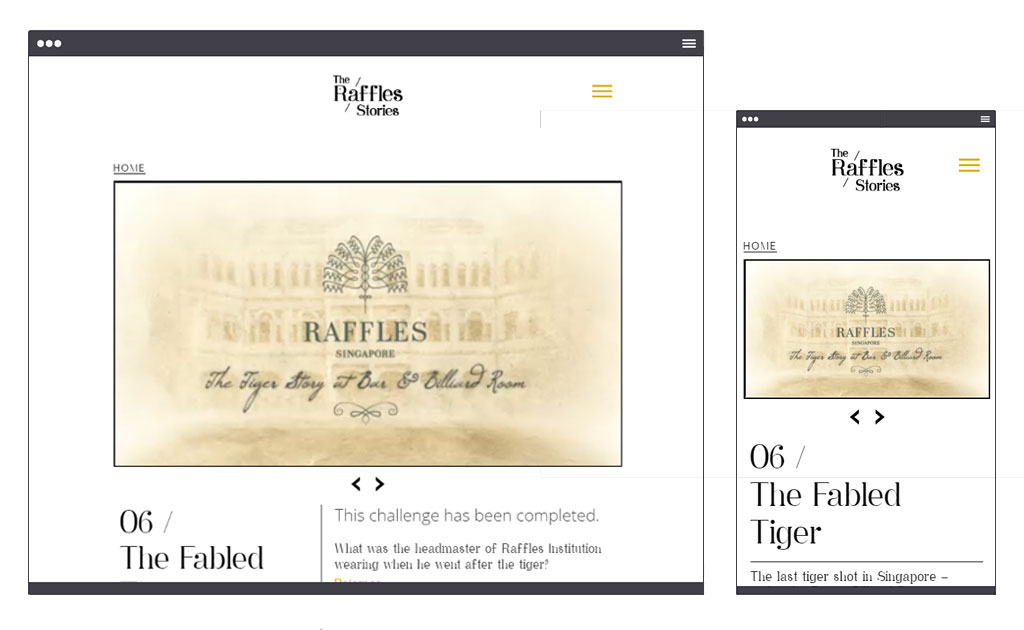 The /
Raffles
/ Stories
HOME
RAFFLES
SINGAPORE
The Tiger Story at Bar & Billiard Room
06 /
The Fabled
This challenge has been completed.
What was the headmaster of Raffles Institution
wearing when he went after the tiger?
The /
Raffles
/ Stories
HOME
RAFFLES
SINGAPORE
The Tiger Story at Bar & Billiard Room
06 /
The Fabled
Tiger
The last tiger shot in Singapore –